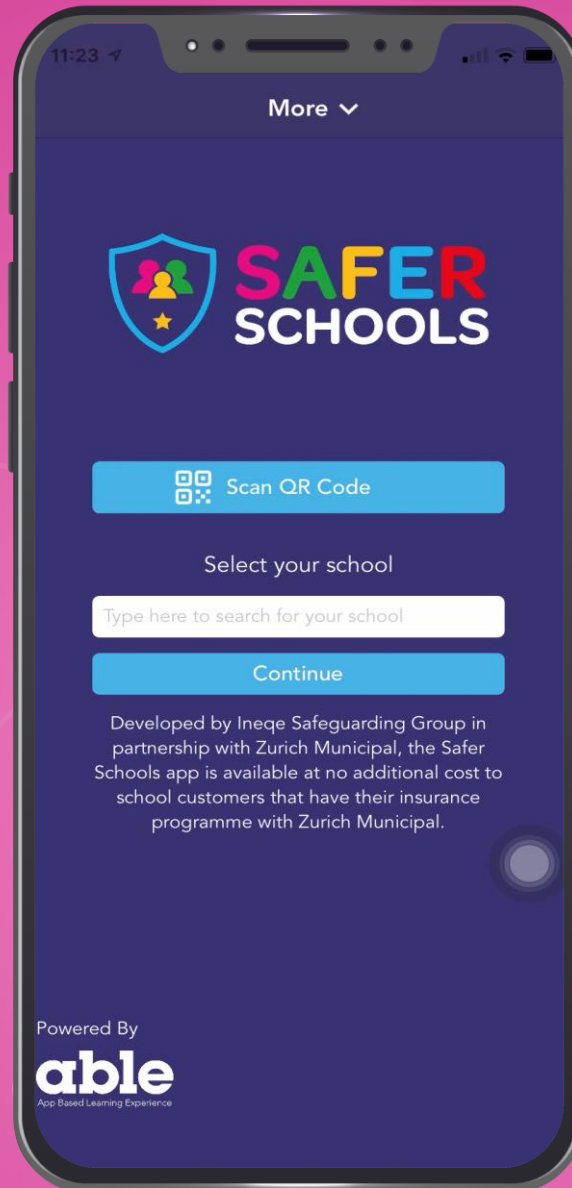 11:23
More
SAFER
SCHOOLS
Scan QR Code
Select your school
Type here to search for your school
Continue
Developed by Ineqe Safeguarding Group in
partnership with Zurich Municipal, the Safer
Schools app is available at no additional cost to
school customers that have their insurance
programme with Zurich Municipal.
Powered By
able
App Based Learning Experience